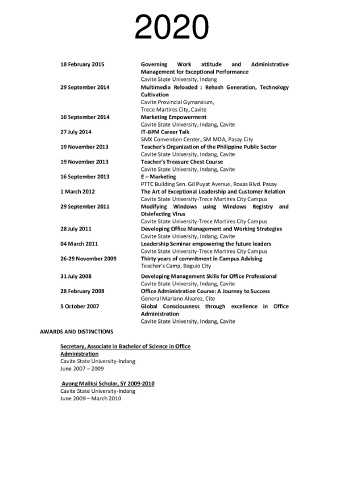 2020
18 February 2015 Governing Work attitude and Administrative
Management for Exceptional Performance
Cavite State University, Indang
29 September 2014 Multimedia Reloaded : Rehash Generation, Technology
Cultivation
Cavite Provincial Gymansium,
Trece Martires City, Cavite
10 September 2014 Marketing Empowerment
Cavite State University, Indang, Cavite
27 July 2014 IT-BPM Career Talk
SMX Convention Center, SM MOA, Pasay City
19 November 2013 Teacher's Organization of the Philippine Public Sector
Cavite State University, Indang, Cavite
19 November 2013 Teacher's Treasure Chest Course
Cavite State University, Indang, Cavite
16 September 2013 E – Marketing
PTTC Building Sen. Gil Puyat Avenue, Roxas Blvd. Pasay
1 March 2012 The Art of Exceptional Leadership and Customer Relation
Cavite State University-Trece Martires City Campus
29 September 2011 Modifying Windows using Windows Registry and
Disinfecting Virus
Cavite State University-Trece Martires City Campus
28 July 2011 Developing Office Management and Working Strategies
Cavite State University, Indang, Cavite
04 March 2011 Leadership Seminar empowering the future leaders
Cavite State University-Trece Martires City Campus
26-29 November 2009 Thirty years of commitment in Campus Advising
Teacher's Camp, Baguio City
31 July 2008 Developing Management Skills for Office Professional
Cavite State University, Indang, Cavite
28 February 2008 Office Administration Course: A Journey to Success
General Mariano Alvarez, Cite
5 October 2007 Global Consciousness through excellence in Office
Administration
Cavite State University, Indang, Cavite
AWARDS AND DISTINCTIONS
Secretary, Associate in Bachelor of Science in Office
Administration
Cavite State University-Indang
June 2007 – 2009
Ayong Maliksi Scholar, SY 2009-2010
Cavite State University-Indang
June 2009 – March 2010